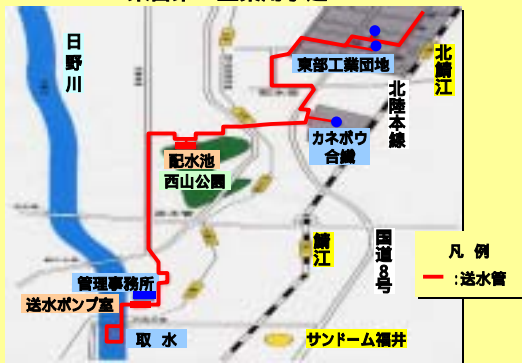 日野川
東部工業団地
北鯖江
北陸本線
カネボウ
合繊
配水池
西山公園
鯖江
国道8号
凡 例
:送水管
管理事務所
送水ポンプ室
取 水
サンドーム福井